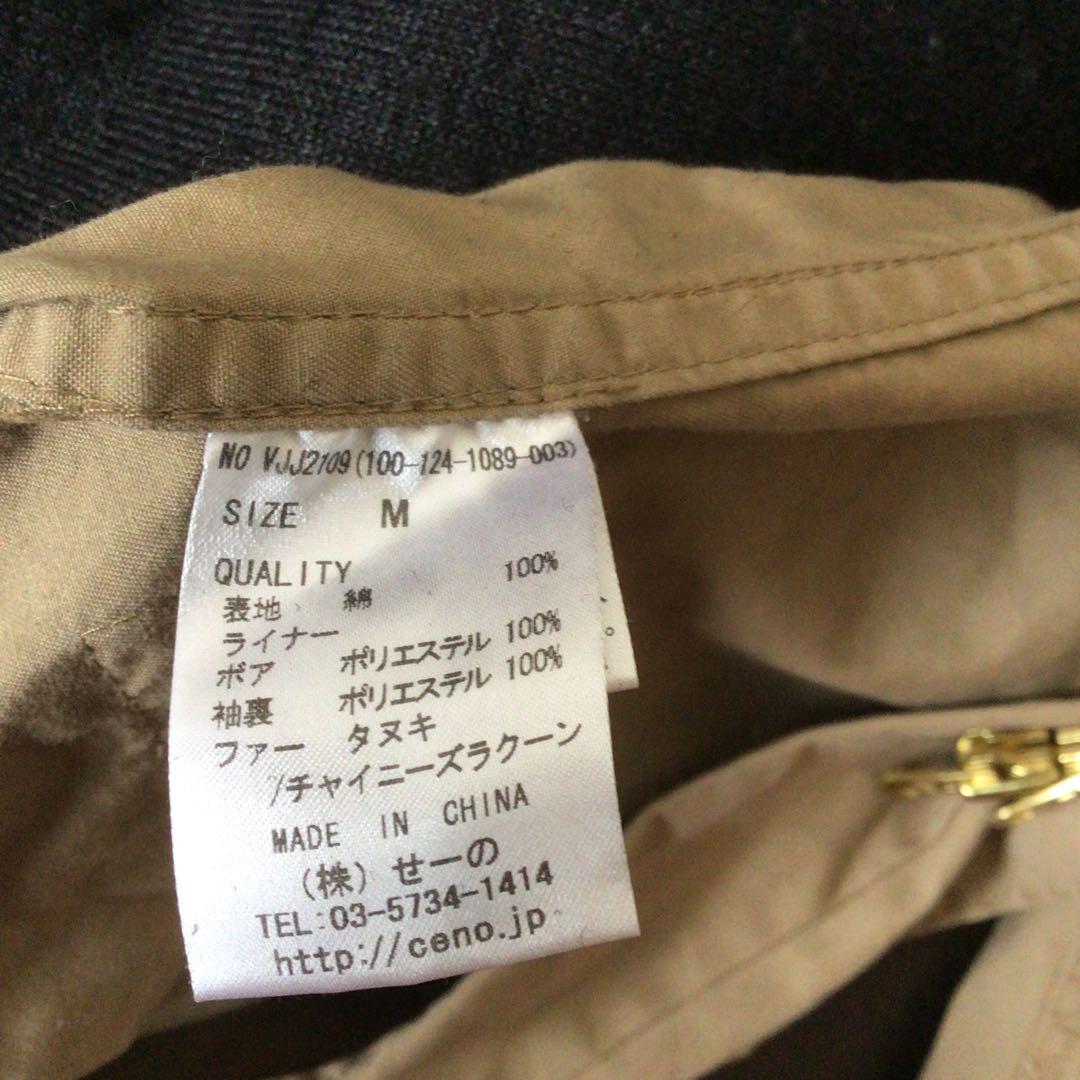 NO VJJ2109(100-124-1089-003)
SIZE M
QUALITY
表地 綿 100%
ライナー
ボア ポリエステル 100%
袖裏 ポリエステル 100%
ファー タヌキ
/チャイニーズラクーン
MADE IN CHINA
(株)せーの
TEL:03-5734-1414
http://ceno.jp